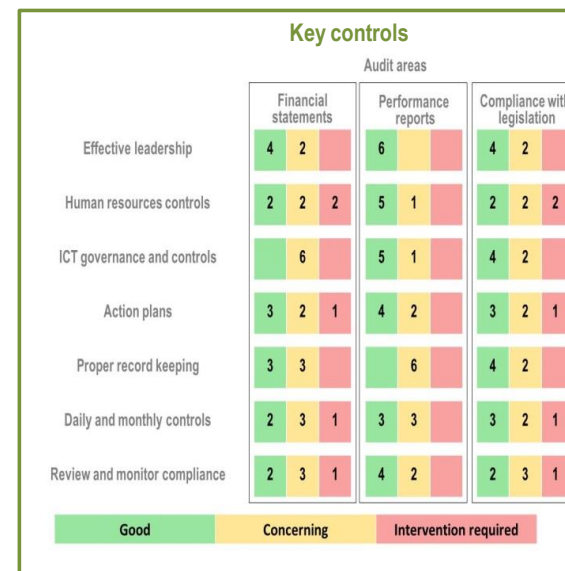 Key controls
Audit areas
Financial statements
Performance reports
Compliance with legislation
Effective leadership 4 2 6 4 2
Human resources controls 2 2 2 5 1 2 2 2
ICT governance and controls 6 5 1 4 2
Action plans 3 2 1 4 2 3 2 1
Proper record keeping 3 3 6 4 2
Daily and monthly controls 2 3 1 3 3 3 2 1
Review and monitor compliance 2 3 1 4 2 2 3 1
Good Concerning Intervention required